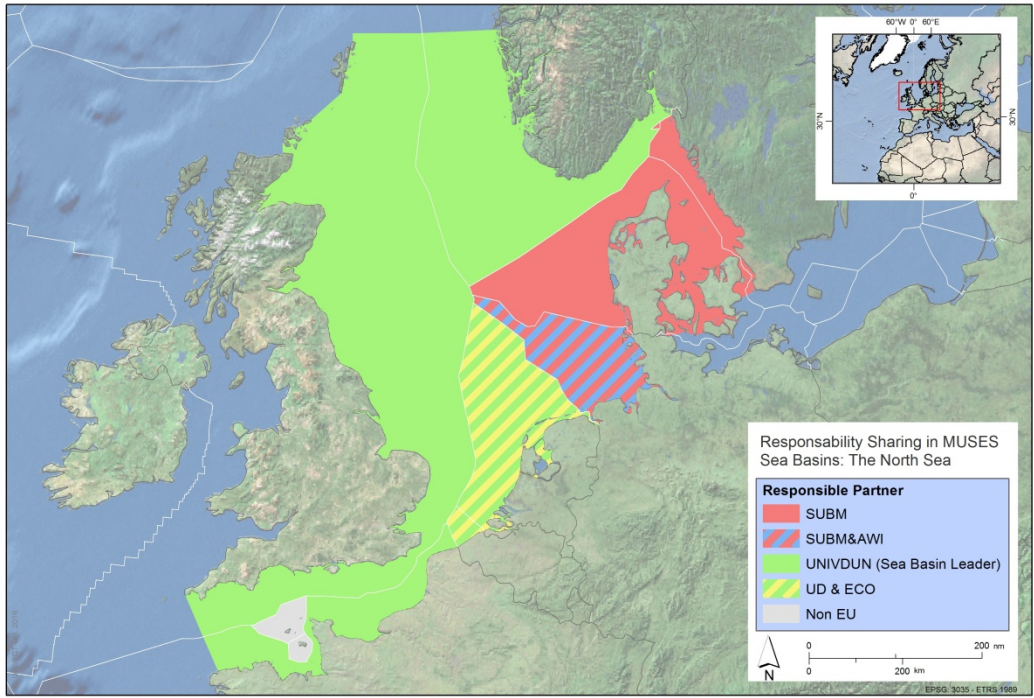 60°W 0° 60°E
30°N
30°N
0°
Responsability Sharing in MUSES
Sea Basins: The North Sea
Responsible Partner
SUBM
SUBM&AWI
UNIVDUN (Sea Basin Leader)
UD & ECO
Non EU
N
0 200 nm
0 200 km
EPSG: 3035 - ETRS 1989